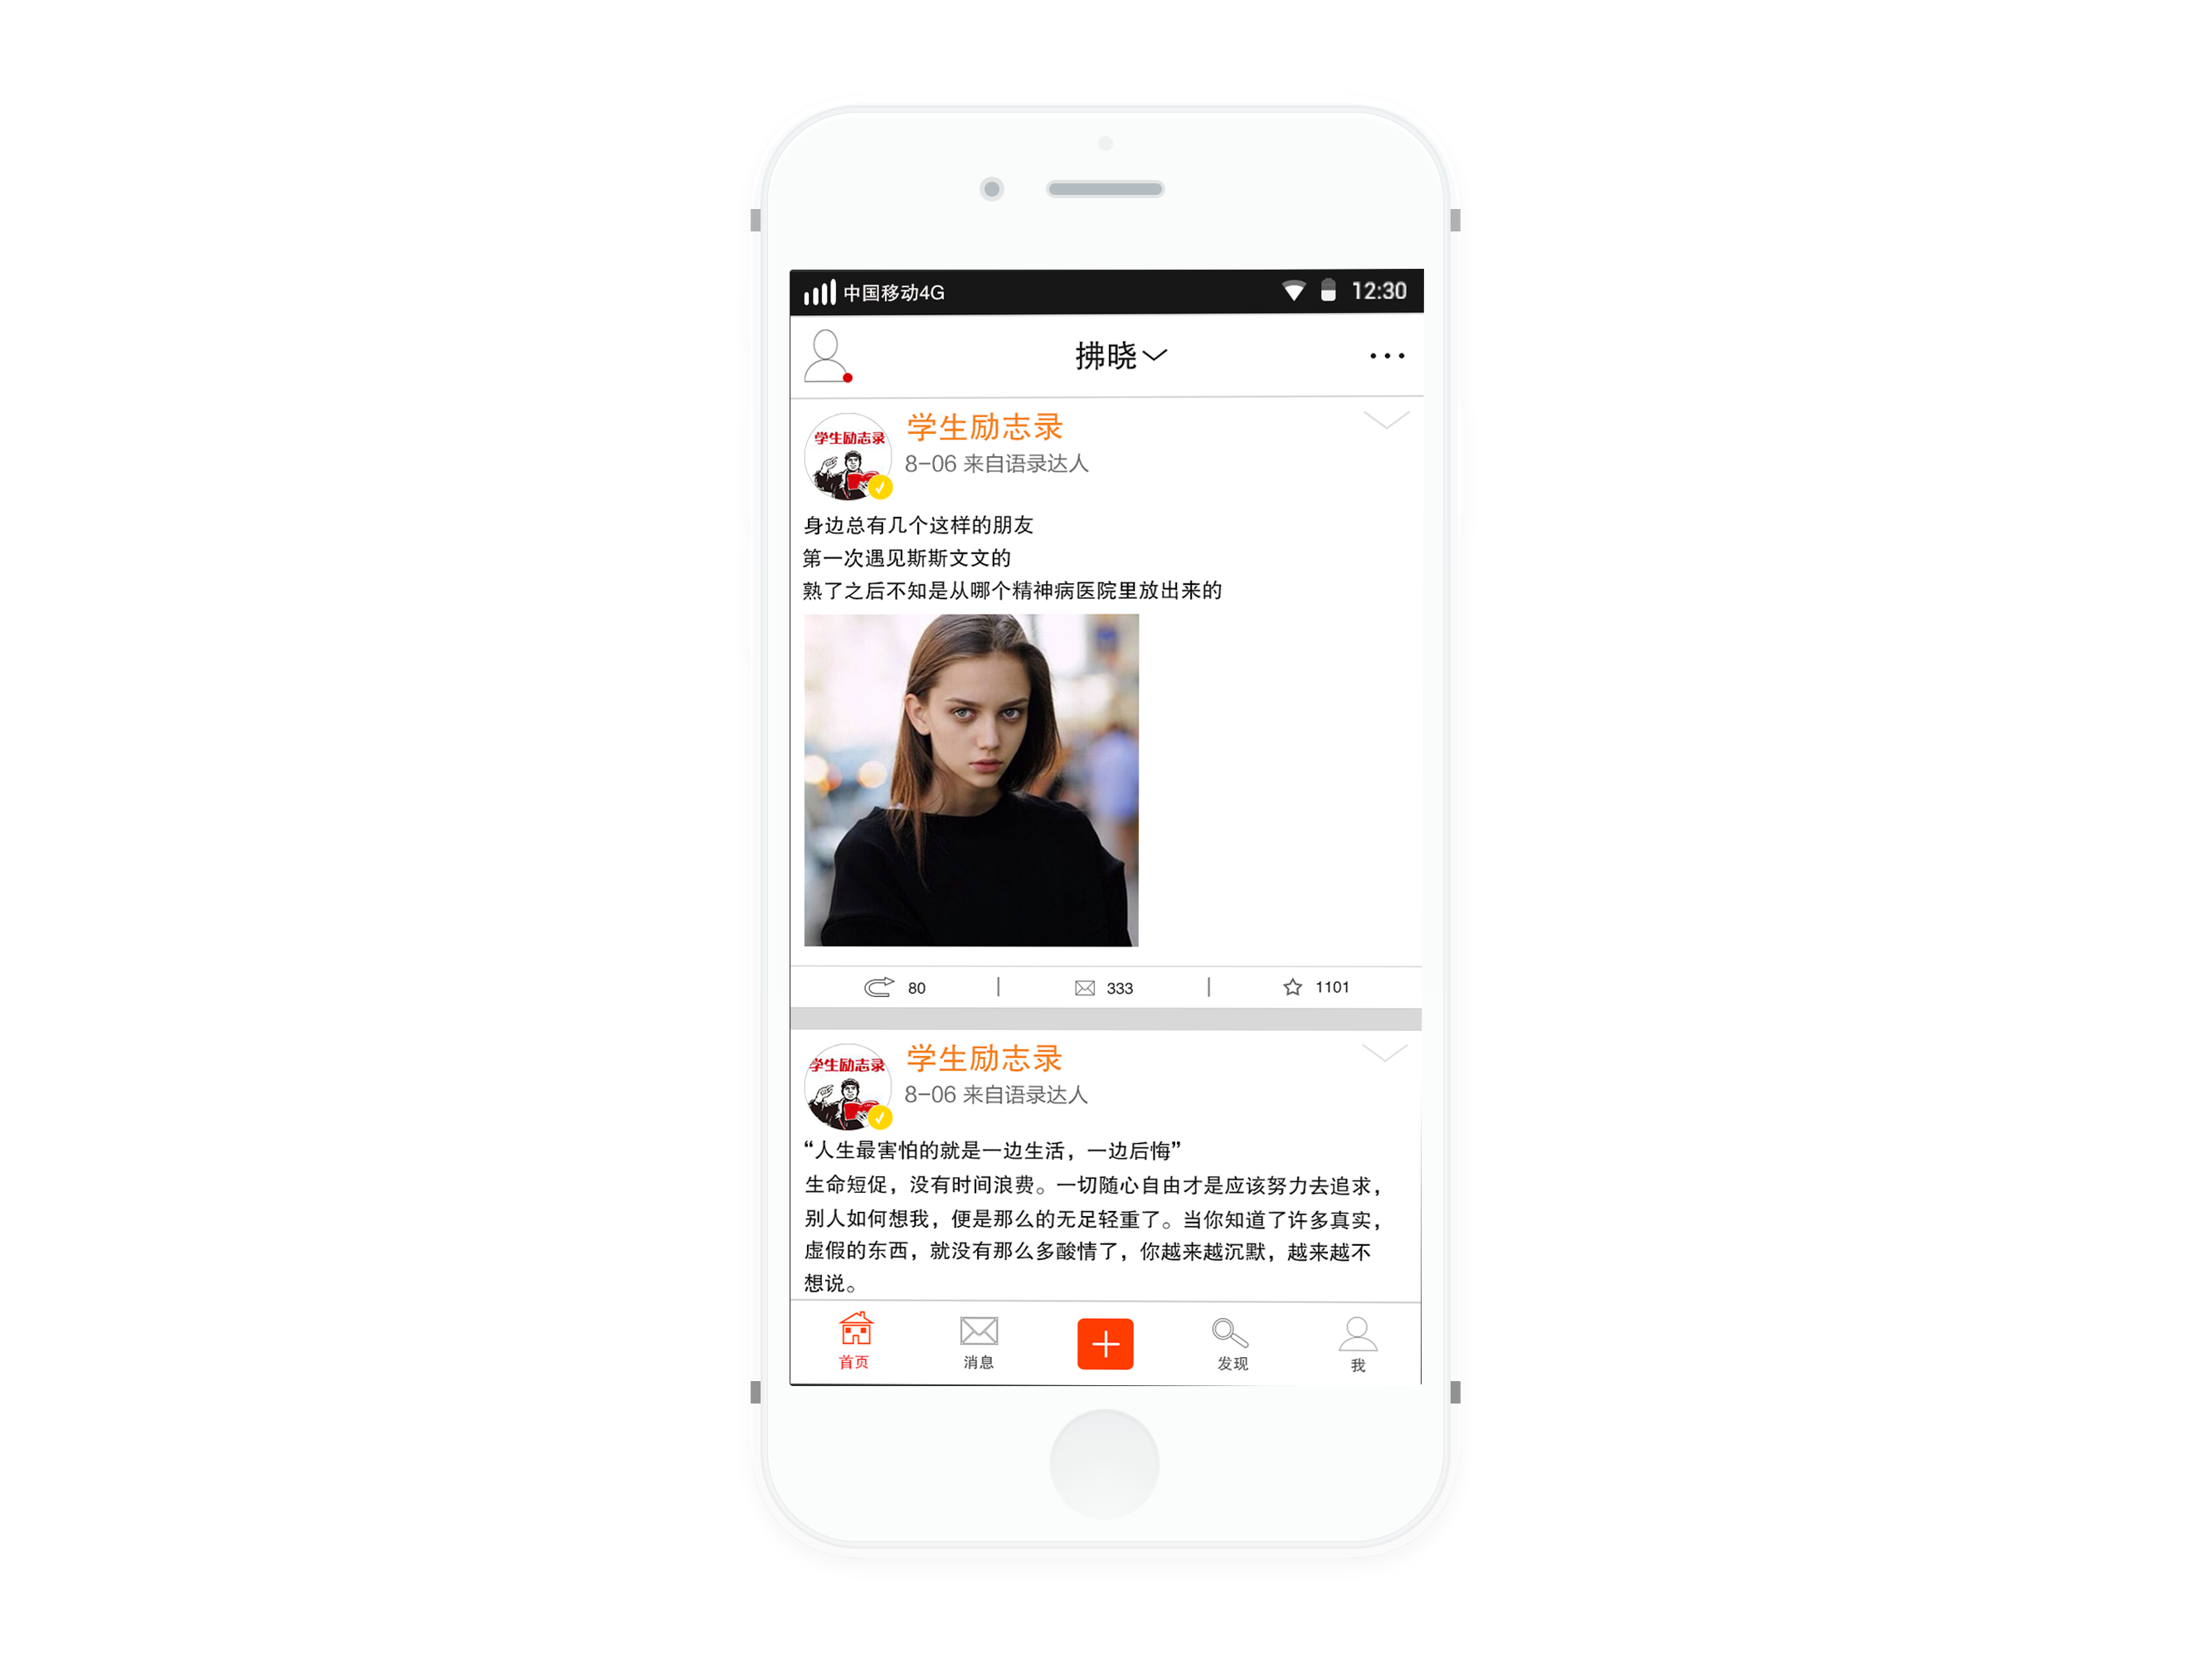 中国移动4G 12:30
拂晓
学生励志录
学生励志录
8-06 来自语录达人
身边总有几个这样的朋友
第一次遇见斯斯文文的
熟了之后不知是从哪个精神病医院里放出来的
80 333 1101
学生励志录
学生励志录
8-06 来自语录达人
“人生最害怕的就是一边生活，一边后悔”
生命短促，没有时间浪费。一切随心自由才是应该努力去追求，
别人如何想我，便是那么的无足轻重了。当你知道了许多真实，
虚假的东西，就没有那么多酸情了，你越来越沉默，越来越不
想说。
首页 消息 发现 我